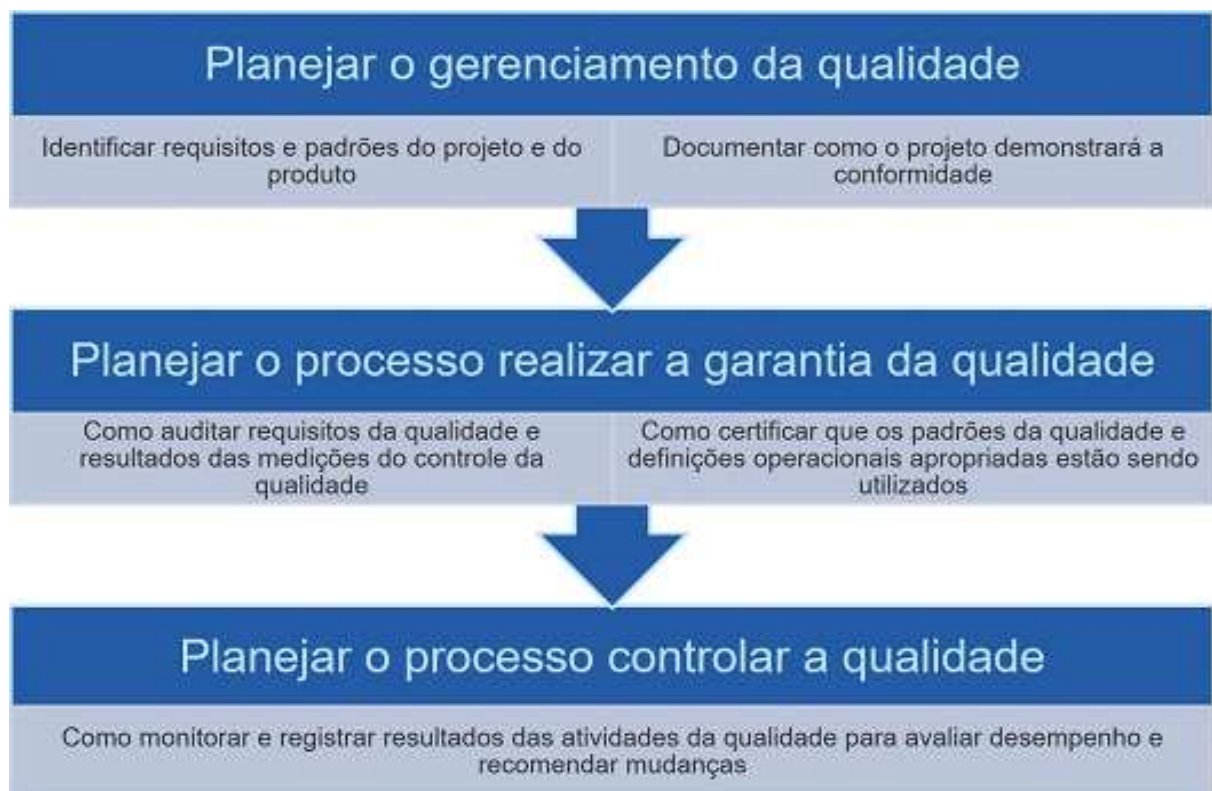 Planejar o gerenciamento da qualidade
Identificar requisitos e padrões do projeto e do
produto
Documentar como o projeto demonstrará a
conformidade
Planejar o processo realizar a garantia da qualidade
Como auditar requisitos da qualidade e
resultados das medições do controle da
qualidade
Como certificar que os padrões da qualidade e
definições operacionais apropriadas estão sendo
utilizados
Planejar o processo controlar a qualidade
Como monitorar e registrar resultados das atividades da qualidade para avaliar desempenho e
recomendar mudanças